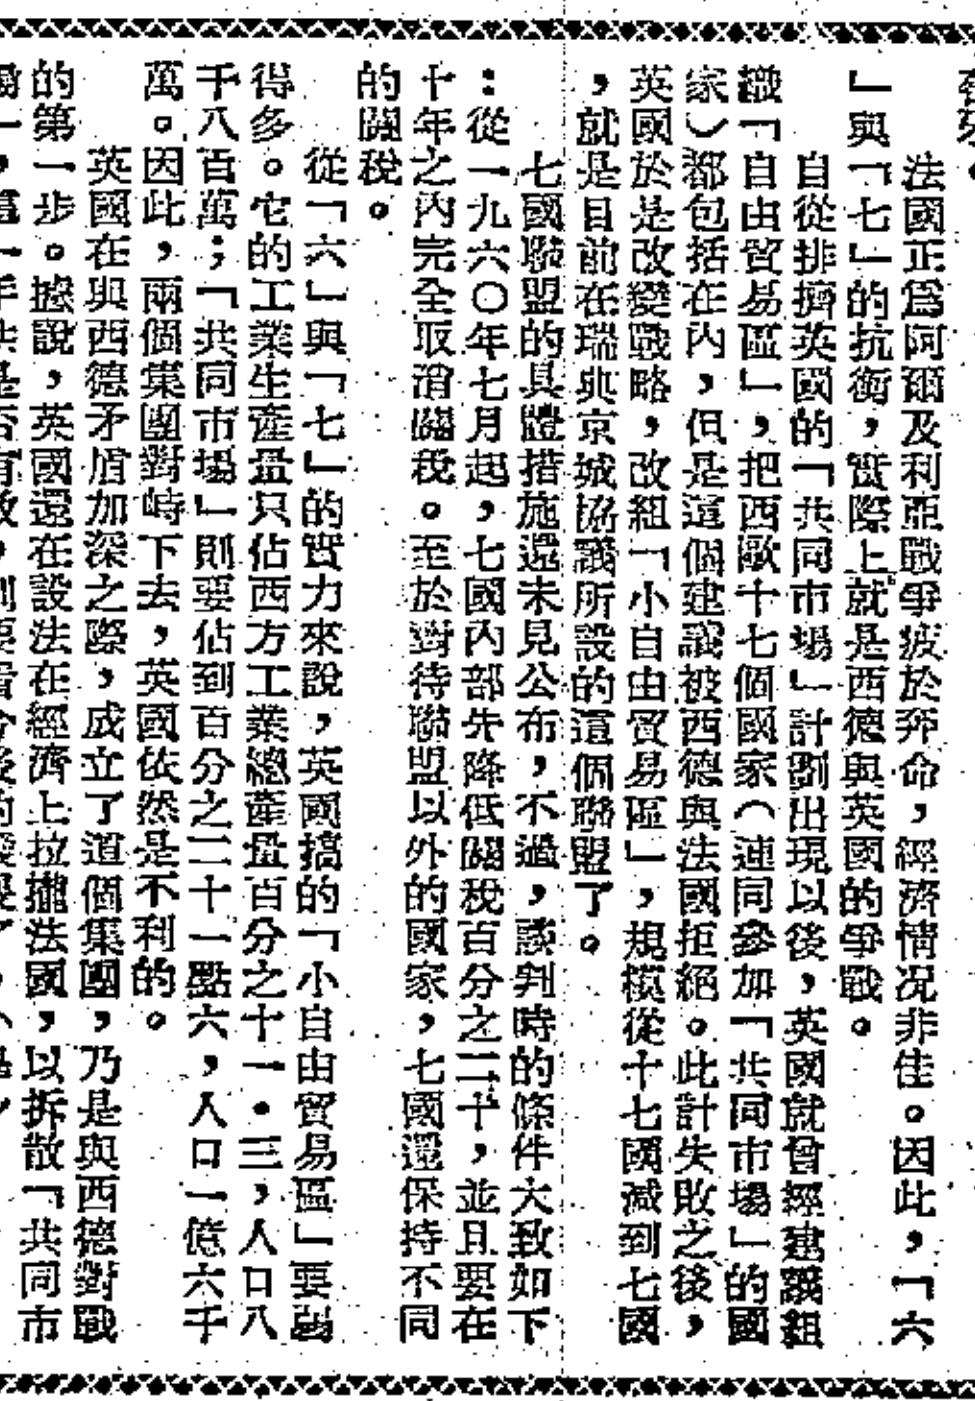 法國正爲阿爾及利亞戰爭疲於奔命，經濟情况非佳。因此，「六
」與「七」的抗衡，實際上就是西德與英國的爭戰。
自從排擠英國的「共同市場」計劃出現以後，英國就曾經建議組
織「自由貿易區」，把西歐十七個國家（連同參加「共同市場」的國
家）都包括在內，但是這個建議被西德與法國拒絕。此計失敗之後，
英國於是改變戰略，改組「小自由貿易區」，規模從十七國減到七國
，就是目前在瑞典京城協議所設的這個聯盟了。
七國聯盟的具體措施還未見公布，不過，談判時的條件大致如下
：從一九六〇年七月起，七國內部先降低關稅百分之二十，並且要在
十年之內完全取消關稅。至於對待聯盟以外的國家，七國還保持不同
的關稅。
從「六」與「七」的實力來說，英國搞的「小自由貿易區」要弱
得多。它的工業生產量只佔西方工業總產量百分之十一・三，人口八
千八百萬；「共同市場」則要佔到百分之二十一點六，人口一億六千
萬。因此，兩個集團對峙下去，英國依然是不利的。
英國在與西德矛盾加深之際，成立了這個集團，乃是與西德對戰
的第一步。據說，英國還在設法在經濟上拉攏法國，以拆散「共同市